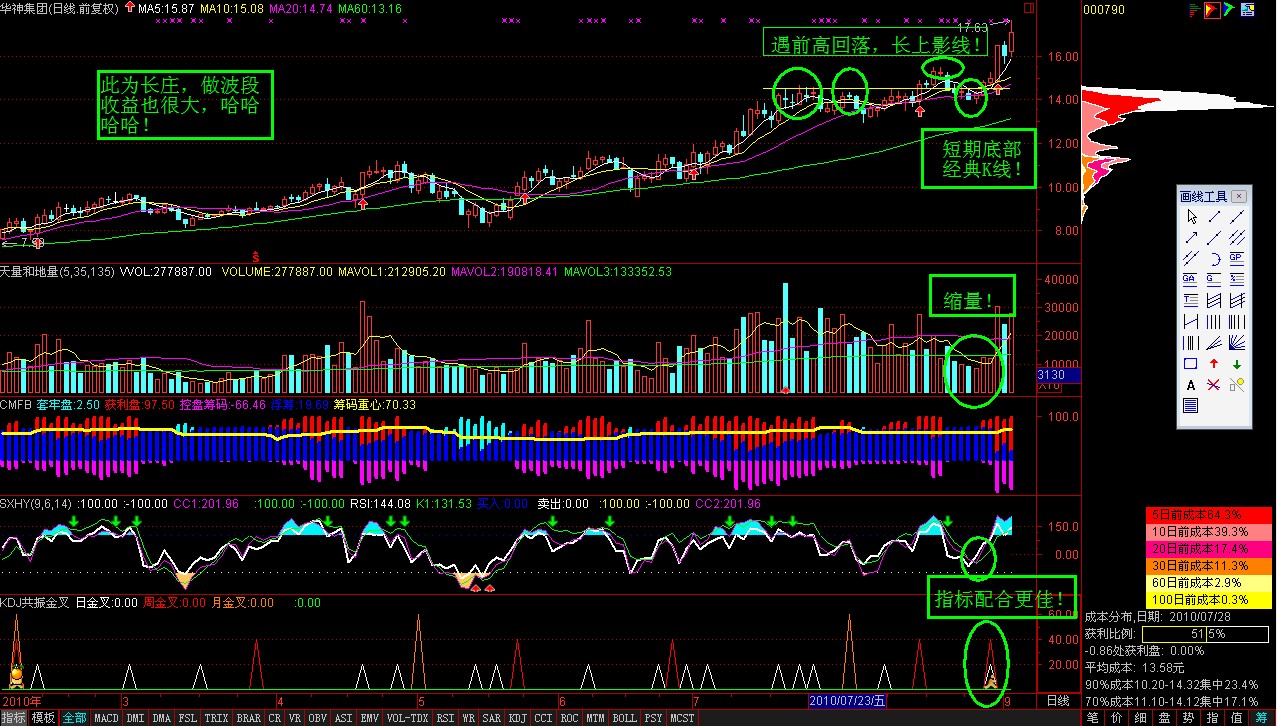 华神集团(日线,前复权) MA5:15.87 MA10:15.08 MA20:14.74 MA60:13.16
000790
17.63
遇前高回落，长上影线！
16.00
此为长庄，做波段
收益也很大，哈哈
哈哈！
14.00
12.00
短期底部
经典K线！
10.00
8.00
画线工具
天量和地量(5,35,135) VVOL:277887.00 VOLUME:277887.00 MAVOL1:212905.20 MAVOL2:190818.41 MAVOL3:133352.53
40000
缩量！
30000
20000
10000
3130
X10
CMFB 套牢盘:2.50 获利盘:97.50 控盘筹码:-66.46 浮筹:19.69 筹码重心:70.33
100.0
SXHY(9,6,14) :100.00 :-100.00 CC1:201.96 :100.00 :-100.00 RSI:144.08 K1:131.53 买入:0.00 卖出:0.00 :100.00 :-100.00 CC2:201.96
150.0
0.00
指标配合更佳！
KDJ共振金叉 日金叉:0.00 周金叉:0.00 月金叉:0.00 :0.00
60.00
40.00
20.00
5日前成本64.3%
10日前成本39.3%
20日前成本17.4%
30日前成本11.3%
60日前成本2.9%
100日前成本0.3%
成本分布,日期: 2010/07/28
获利比例: 51.5%
-0.86处获利盘: 0.00%
平均成本: 13.58元
90%成本10.20-14.32集中23.4%
70%成本11.10-14.12集中17.1%
2010年 3 4 5 6 7 2010/07/23/五 9 日线
指标 模板 全部 MACD DMI DMA FSL TRIX BRAR CR VR OBV ASI EMV VOL-TDX RSI WR SAR KDJ CCI ROC MTM BOLL PSY MCST
笔 价 细 盘 势 指 值 筹